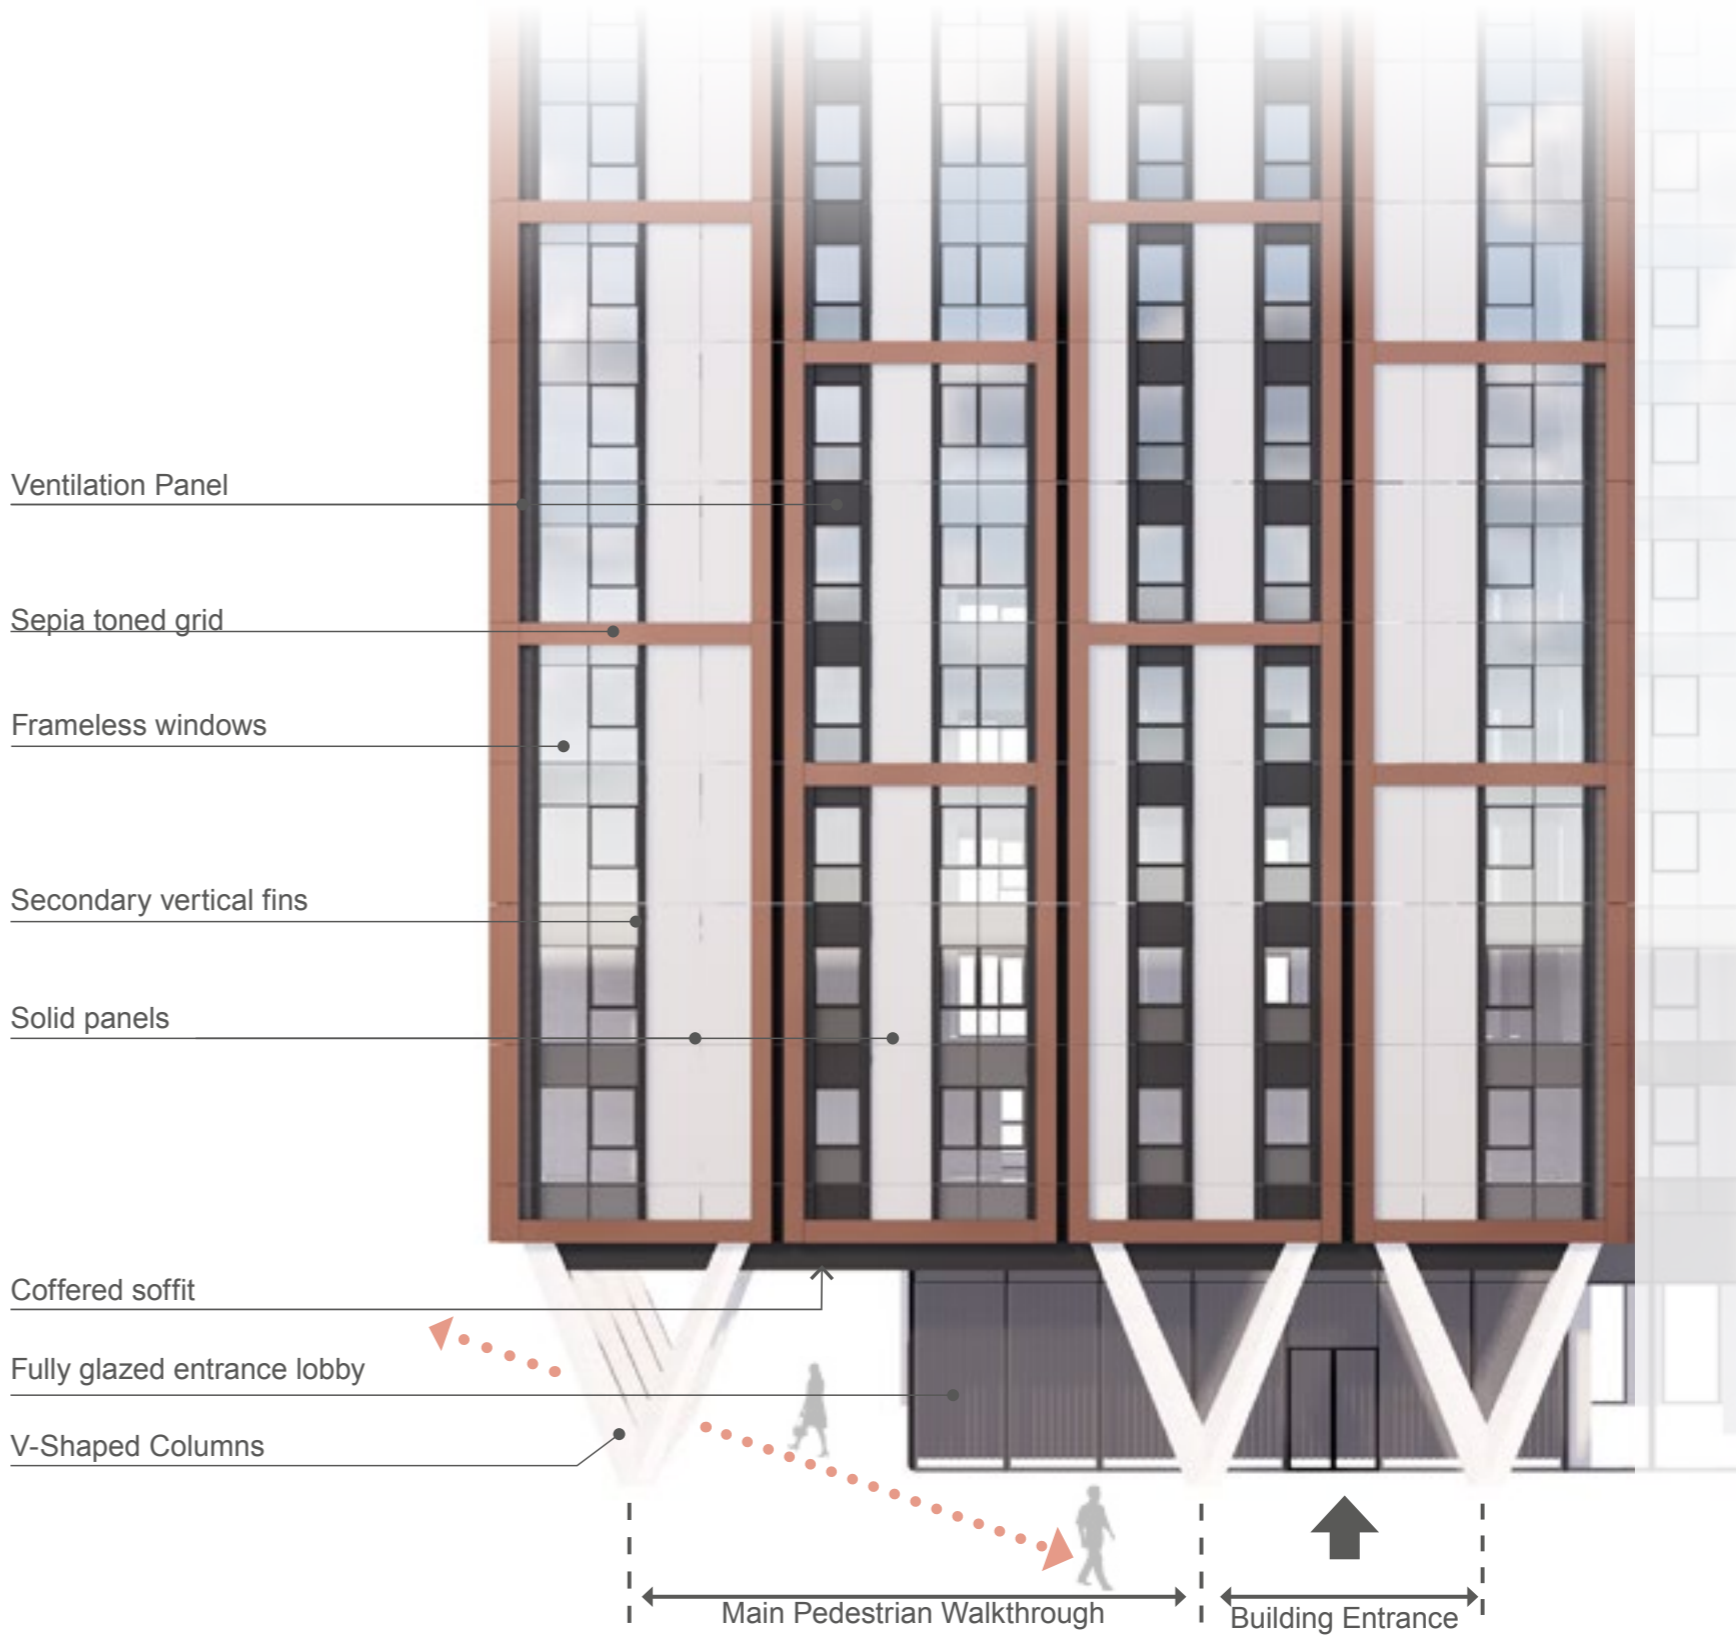 Ventilation Panel
Sepia toned grid
Frameless windows
Secondary vertical fins
Solid panels
Coffered soffit
Fully glazed entrance lobby
V-Shaped Columns
Main Pedestrian Walkthrough
Building Entrance